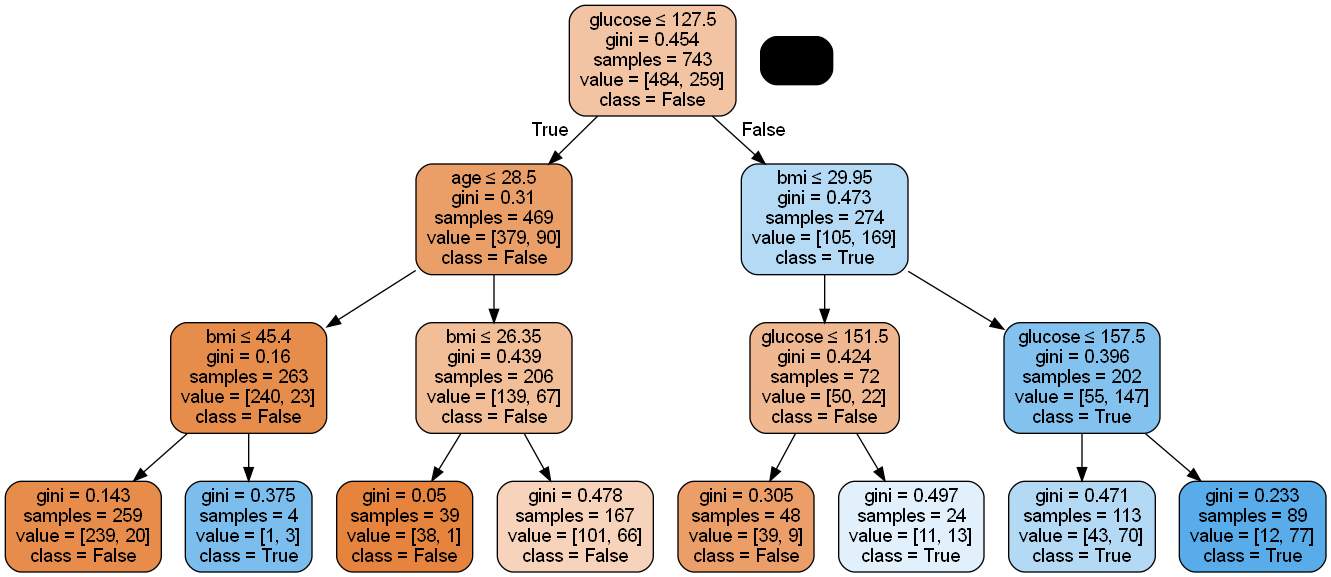 glucose ≤ 127.5
gini = 0.454
samples = 743
value = [484, 259]
class = False
True
False
age ≤ 28.5
gini = 0.31
samples = 469
value = [379, 90]
class = False
bmi ≤ 29.95
gini = 0.473
samples = 274
value = [105, 169]
class = True
bmi ≤ 45.4
gini = 0.16
samples = 263
value = [240, 23]
class = False
bmi ≤ 26.35
gini = 0.439
samples = 206
value = [139, 67]
class = False
glucose ≤ 151.5
gini = 0.424
samples = 72
value = [50, 22]
class = False
glucose ≤ 157.5
gini = 0.396
samples = 202
value = [55, 147]
class = True
gini = 0.143
samples = 259
value = [239, 20]
class = False
gini = 0.375
samples = 4
value = [1, 3]
class = True
gini = 0.05
samples = 39
value = [38, 1]
class = False
gini = 0.478
samples = 167
value = [101, 66]
class = False
gini = 0.305
samples = 48
value = [39, 9]
class = False
gini = 0.497
samples = 24
value = [11, 13]
class = True
gini = 0.471
samples = 113
value = [43, 70]
class = True
gini = 0.233
samples = 89
value = [12, 77]
class = True